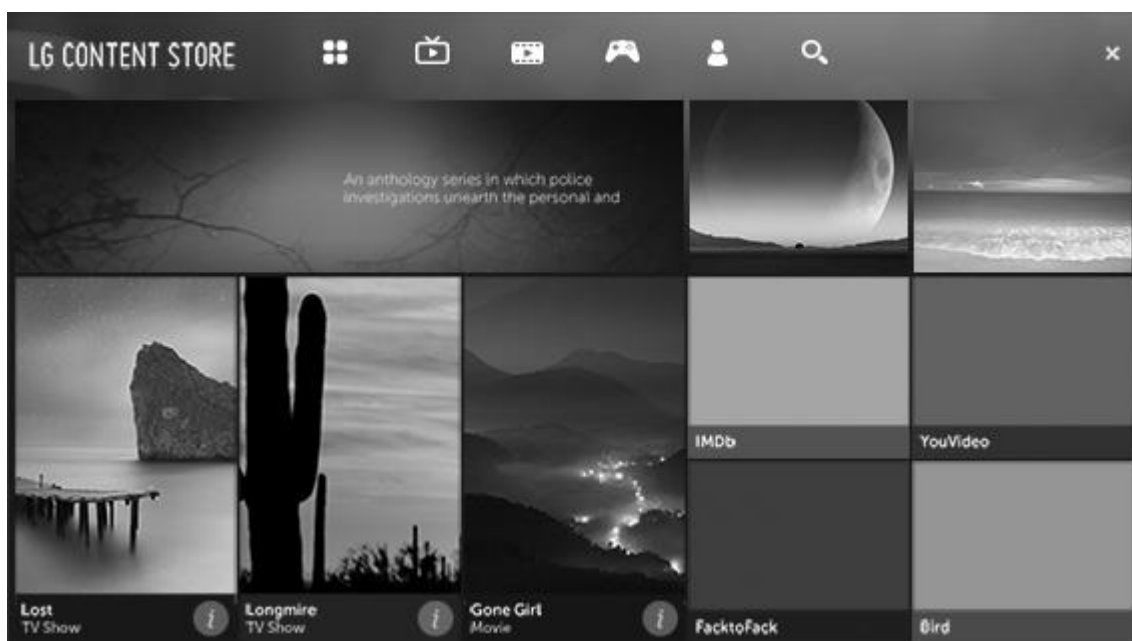 LG CONTENT STORE
An anthology series in which police
investigations unearth the personal and
IMDb
YouVideo
Lost
TV Show
i
Longmire
TV Show
i
Gone Girl
Movie
i
FacktoFack
Bird